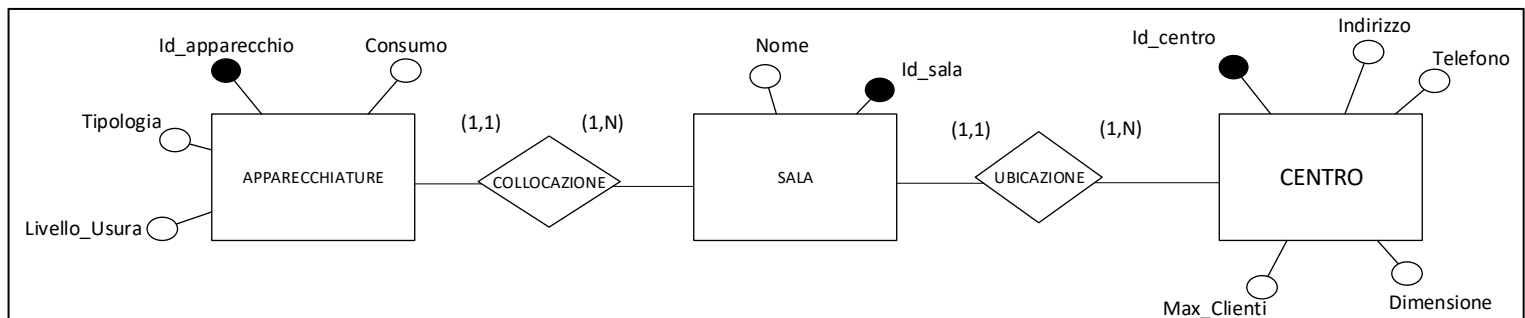 Id_apparecchio
Consumo
Tipologia
Livello_Usura
APPARECCHIATURE
(1,1)
COLLOCAZIONE
(1,N)
Nome
Id_sala
SALA
(1,1)
UBICAZIONE
(1,N)
Id_centro
Indirizzo
Telefono
CENTRO
Max_Clienti
Dimensione